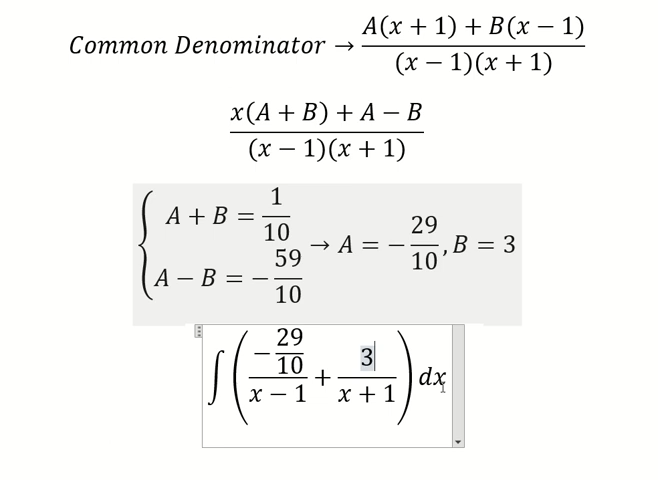 Common Denominator → A(x + 1) + B(x − 1) / (x − 1)(x + 1)
x(A + B) + A − B / (x − 1)(x + 1)
{ A + B = 1/10
A − B = − 59/10 → A = − 29/10 , B = 3
∫ ( − 29/10 / x − 1 + 3 / x + 1 ) dx